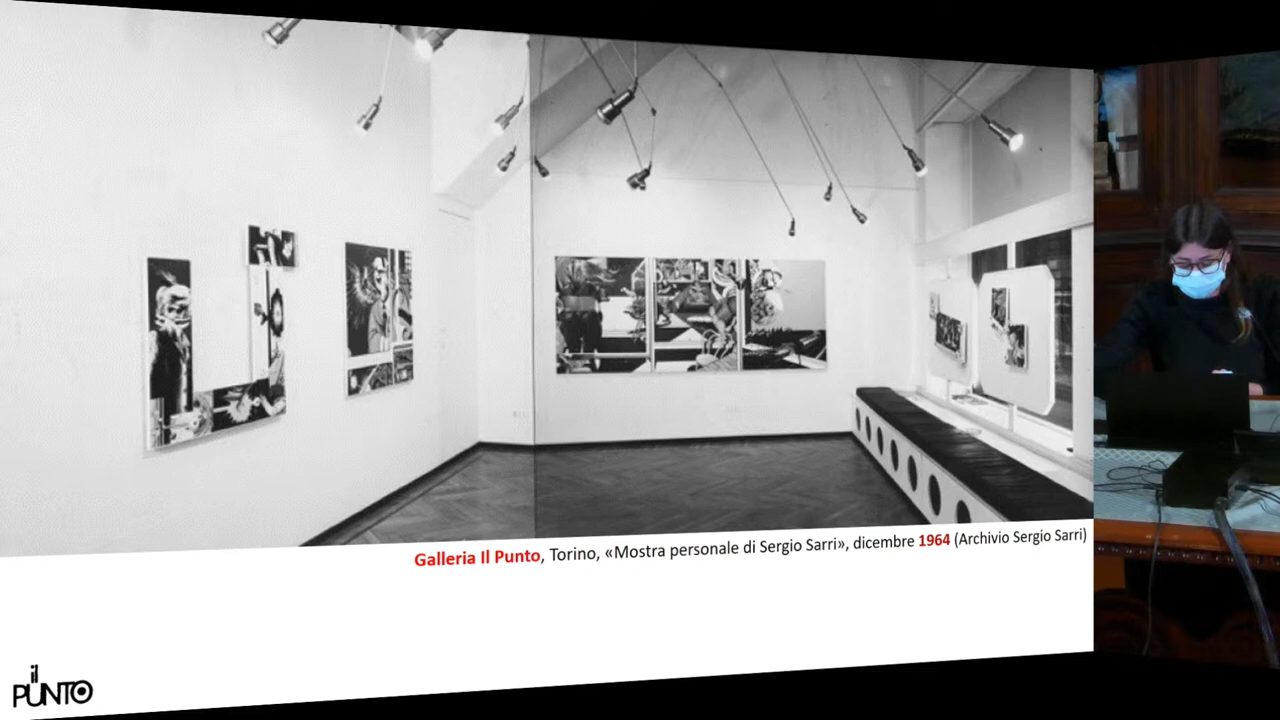 Galleria Il Punto, Torino, «Mostra personale di Sergio Sarri», dicembre 1964 (Archivio Sergio Sarri)
il
PUNTO